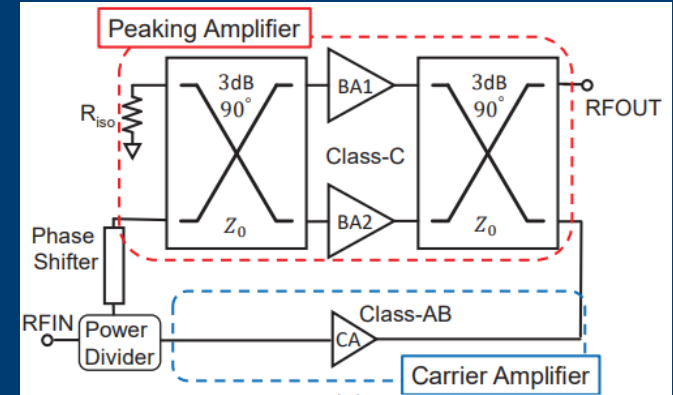 Peaking Amplifier
3dB
90°
Z₀
R_iso
BA1
BA2
Class-C
3dB
90°
Z₀
RFOUT
Phase
Shifter
RFIN
Power
Divider
Class-AB
CA
Carrier Amplifier